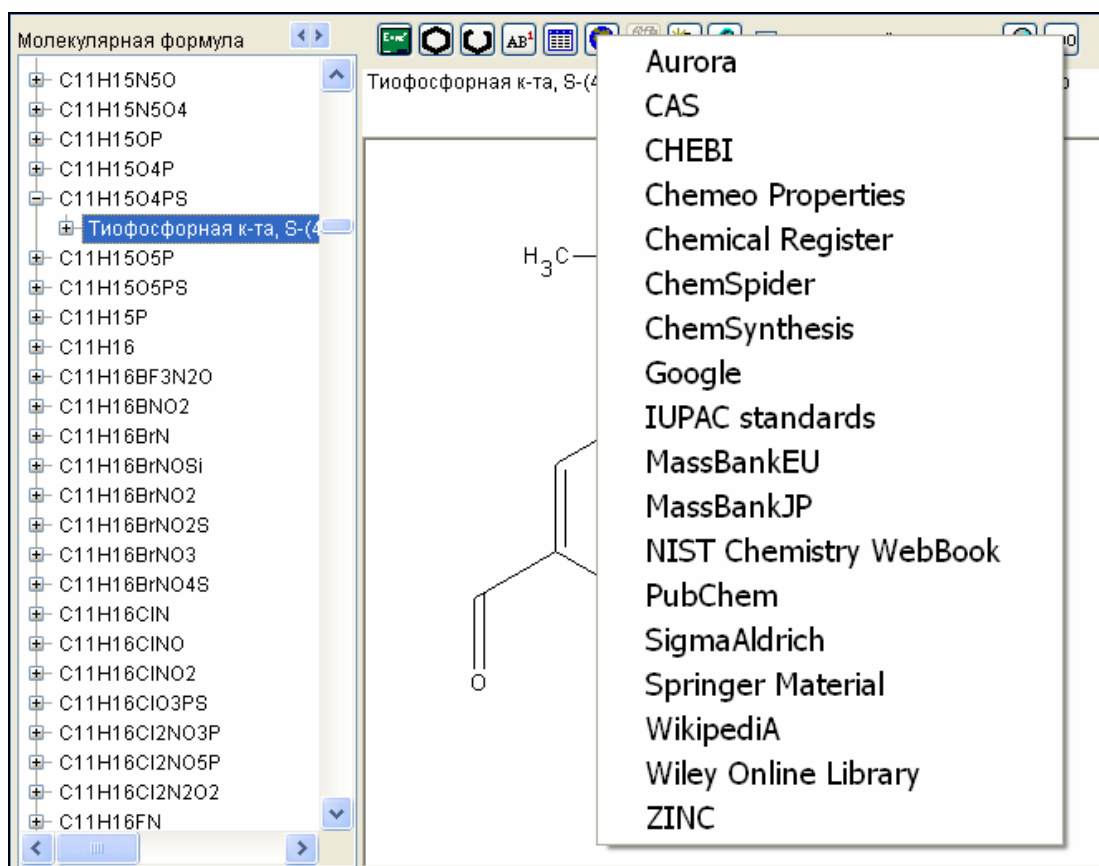 Молекулярная формула
C11H15N5O
C11H15N5O4
C11H15OP
C11H15O4P
C11H15O4PS
Тиофосфорная к-та, S-(4
C11H15O5P
C11H15O5PS
C11H15P
C11H16
C11H16BF3N2O
C11H16BNO2
C11H16BrN
C11H16BrNOSi
C11H16BrNO2
C11H16BrNO2S
C11H16BrNO3
C11H16BrNO4S
C11H16ClN
C11H16ClNO
C11H16ClNO2
C11H16ClO3PS
C11H16Cl2NO3P
C11H16Cl2NO5P
C11H16Cl2N2O2
C11H16FN
AB1
Тиофосфорная к-та, S-(4
H3C
O
Aurora
CAS
CHEBI
Chemeo Properties
Chemical Register
ChemSpider
ChemSynthesis
Google
IUPAC standards
MassBankEU
MassBankJP
NIST Chemistry WebBook
PubChem
SigmaAldrich
Springer Material
WikipediA
Wiley Online Library
ZINC